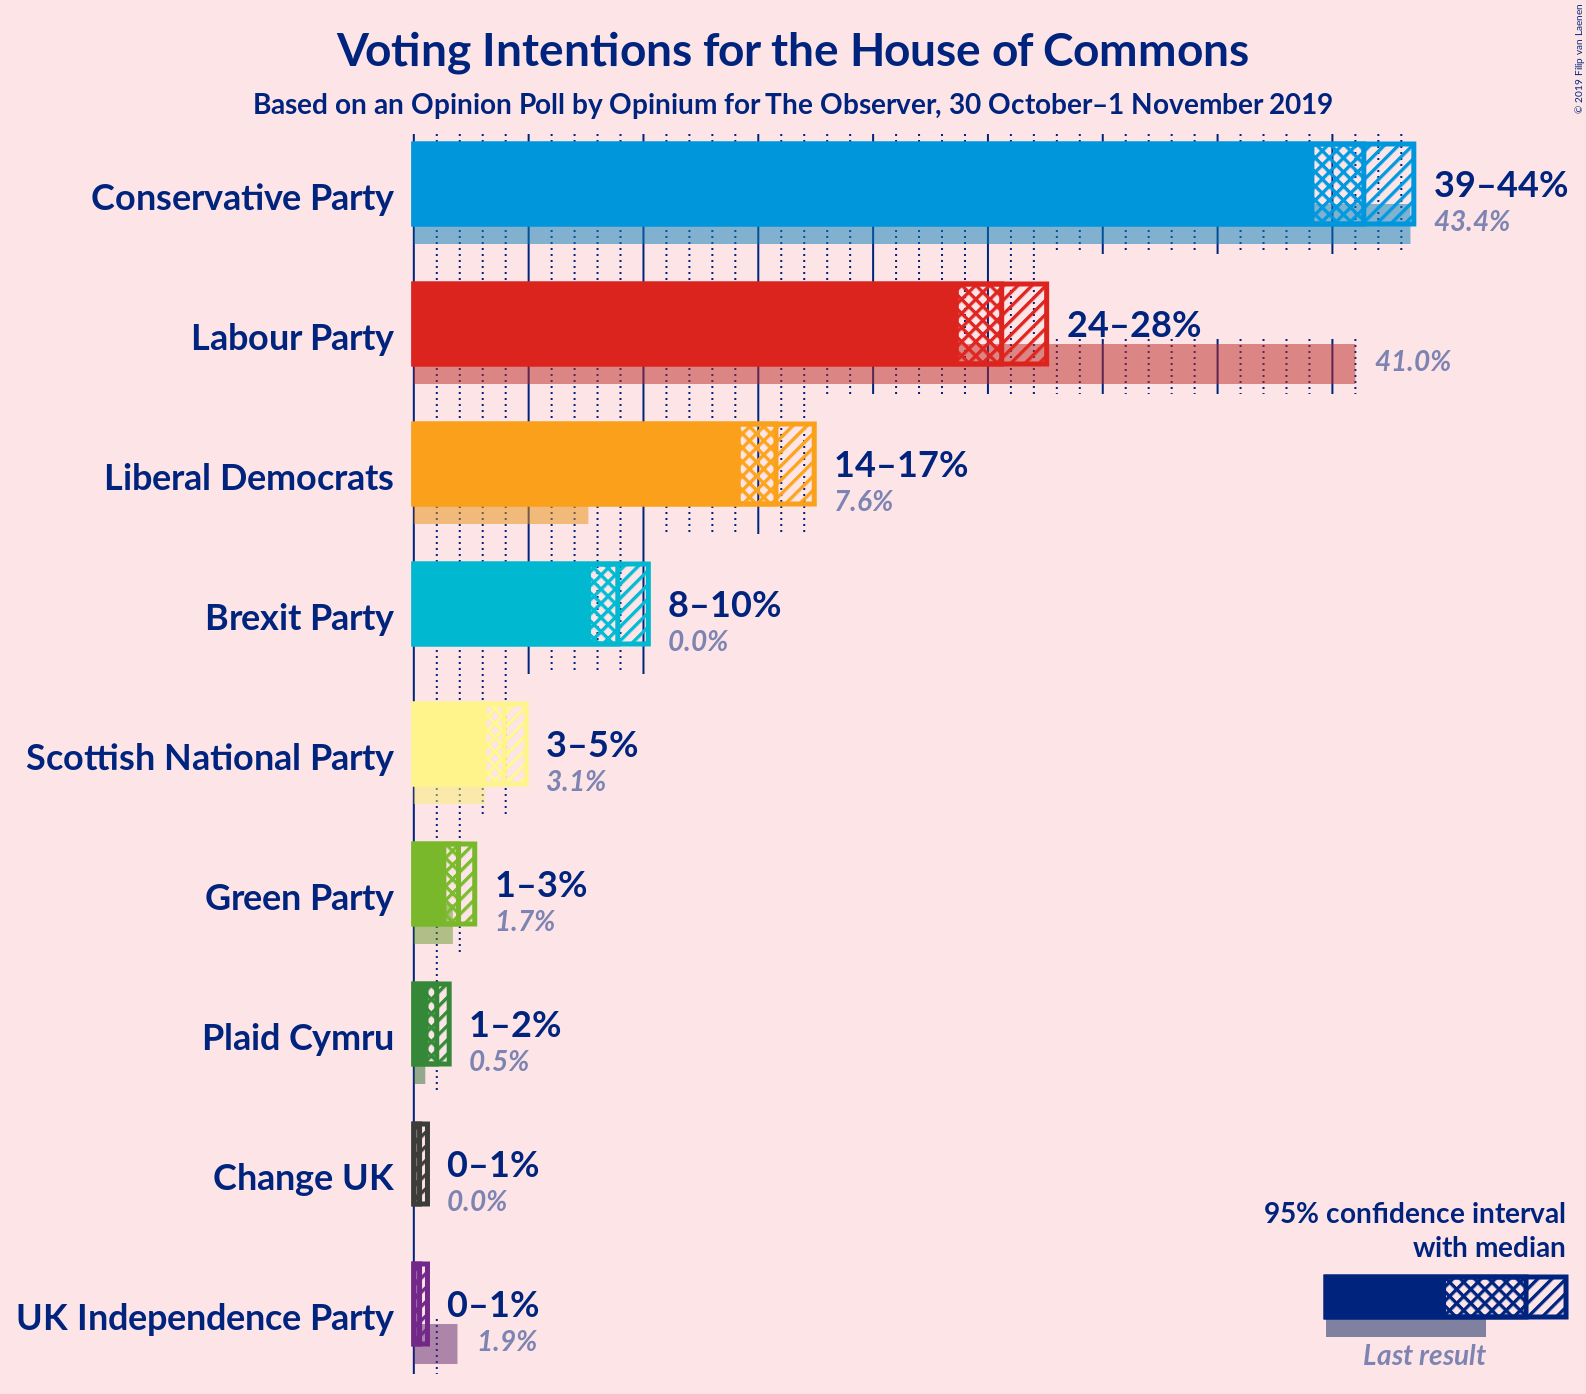 Voting Intentions for the House of Commons
Based on an Opinion Poll by Opinium for The Observer, 30 October–1 November 2019
© 2019 Filip van Laenen
Conservative Party
39–44%
43.4%
Labour Party
24–28%
41.0%
Liberal Democrats
14–17%
7.6%
Brexit Party
8–10%
0.0%
Scottish National Party
3–5%
3.1%
Green Party
1–3%
1.7%
Plaid Cymru
1–2%
0.5%
Change UK
0–1%
0.0%
UK Independence Party
0–1%
1.9%
95% confidence interval
with median
Last result